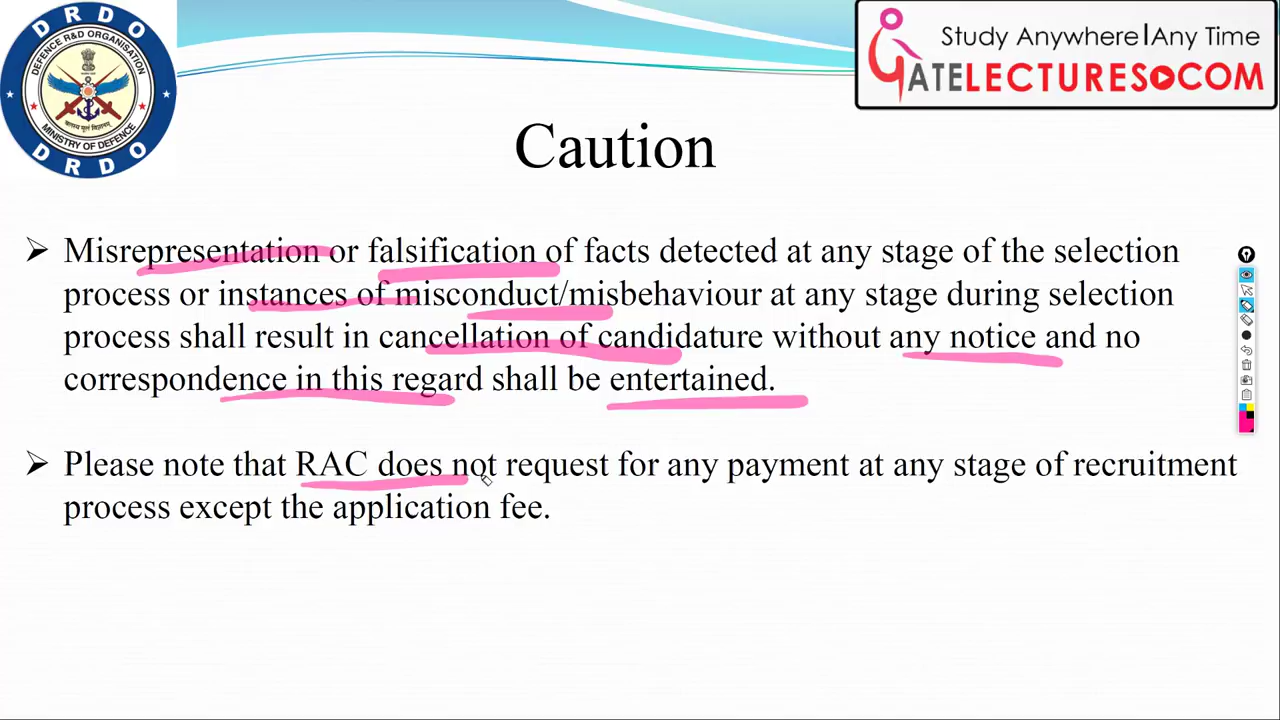 DRDO
DEFENCE R&D ORGANISATION
MINISTRY OF DEFENCE
DRDO
Study Anywhere|Any Time
GATELECTURES.COM
Caution
➢ Misrepresentation or falsification of facts detected at any stage of the selection
process or instances of misconduct/misbehaviour at any stage during selection
process shall result in cancellation of candidature without any notice and no
correspondence in this regard shall be entertained.
➢ Please note that RAC does not request for any payment at any stage of recruitment
process except the application fee.